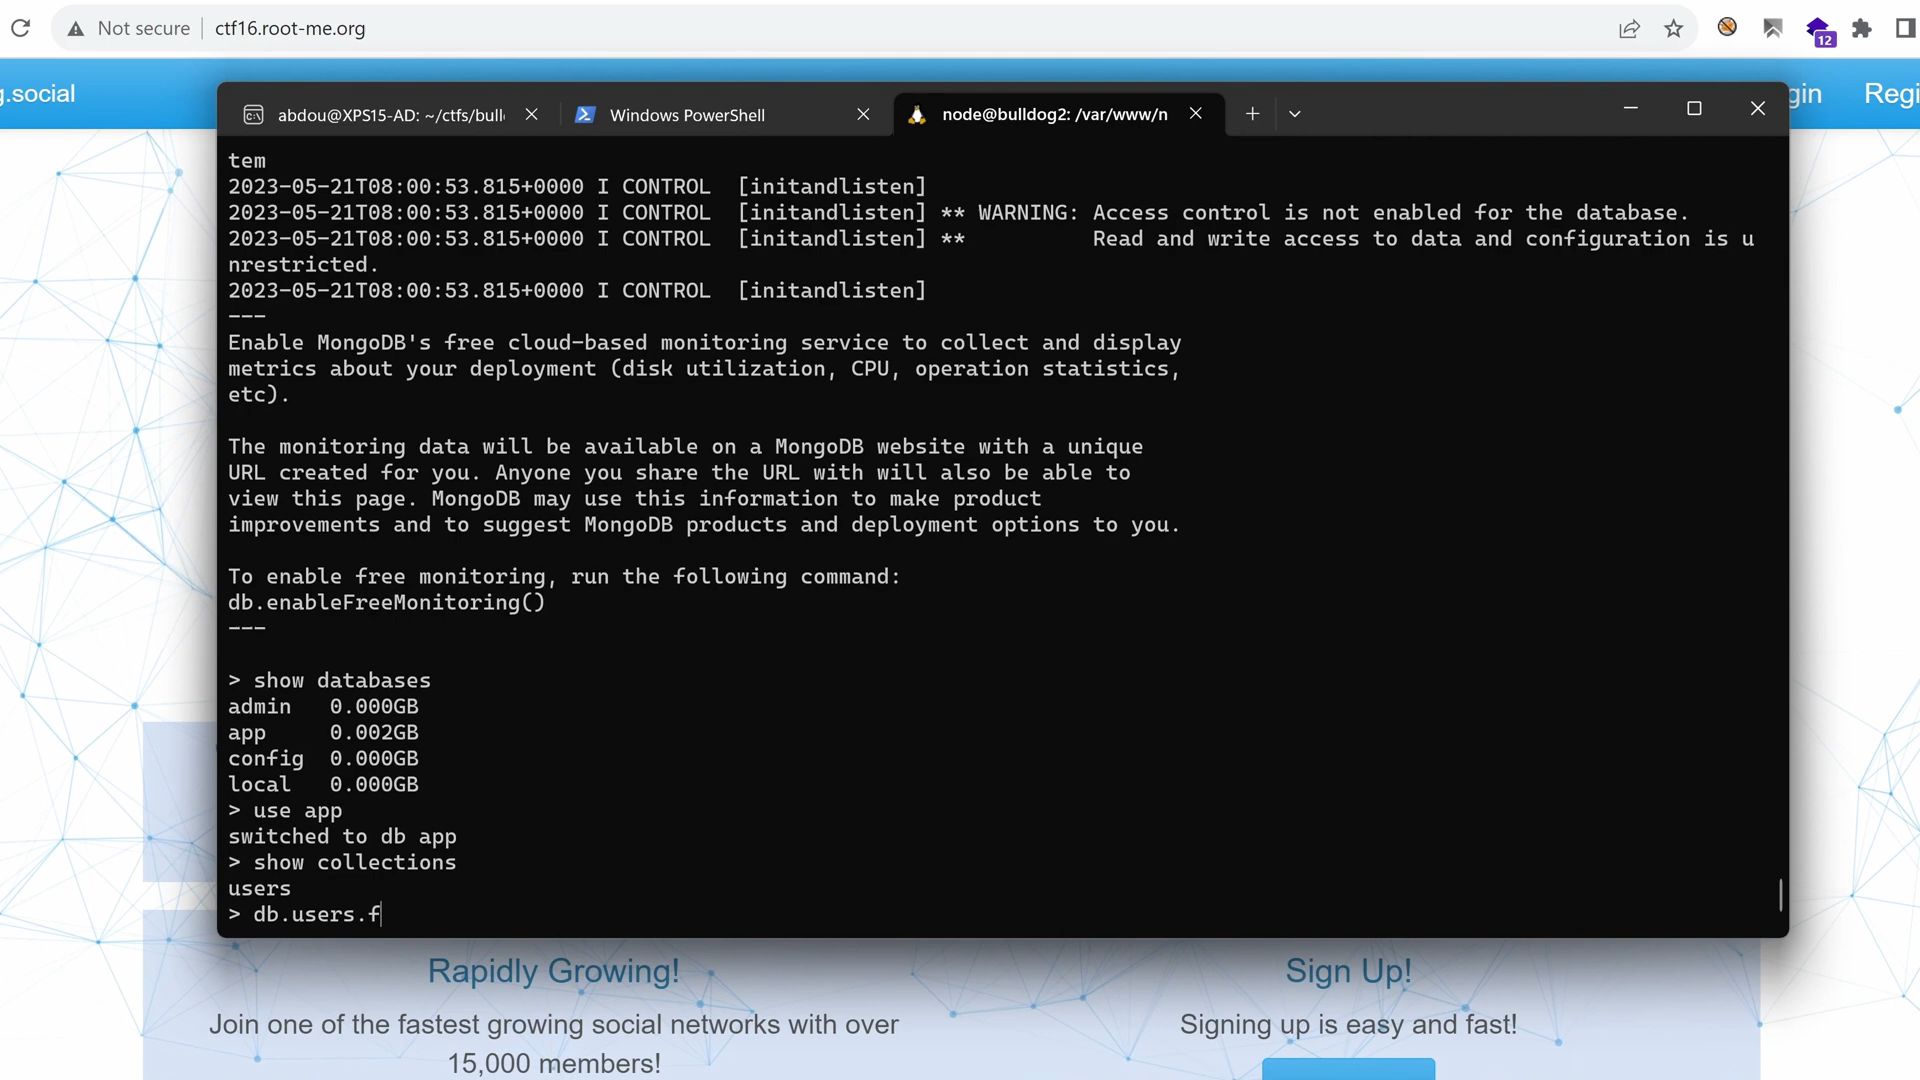 Not secure
ctf16.root-me.org
12
g.social
gin
Regi
abdou@XPS15-AD: ~/ctfs/bull
Windows PowerShell
node@bulldog2: /var/www/n
tem
2023-05-21T08:00:53.815+0000 I CONTROL  [initandlisten]
2023-05-21T08:00:53.815+0000 I CONTROL  [initandlisten] ** WARNING: Access control is not enabled for the database.
2023-05-21T08:00:53.815+0000 I CONTROL  [initandlisten] **          Read and write access to data and configuration is u
nrestricted.
2023-05-21T08:00:53.815+0000 I CONTROL  [initandlisten]
---
Enable MongoDB's free cloud-based monitoring service to collect and display
metrics about your deployment (disk utilization, CPU, operation statistics,
etc).
The monitoring data will be available on a MongoDB website with a unique
URL created for you. Anyone you share the URL with will also be able to
view this page. MongoDB may use this information to make product
improvements and to suggest MongoDB products and deployment options to you.
To enable free monitoring, run the following command:
db.enableFreeMonitoring()
---
> show databases
admin   0.000GB
app     0.002GB
config  0.000GB
local   0.000GB
> use app
switched to db app
> show collections
users
> db.users.f
Rapidly Growing!
Join one of the fastest growing social networks with over
15,000 members!
Sign Up!
Signing up is easy and fast!